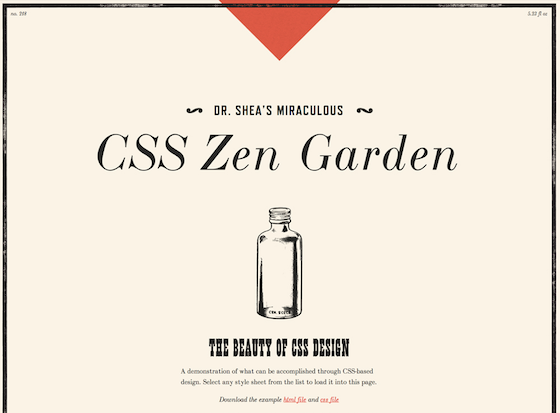 no. 219
5.23 fl oz
DR. SHEA'S MIRACULOUS
CSS Zen Garden
THE BEAUTY OF CSS DESIGN
A demonstration of what can be accomplished through CSS-based
design. Select any style sheet from the list to load it into this page.
Download the example html file and css file